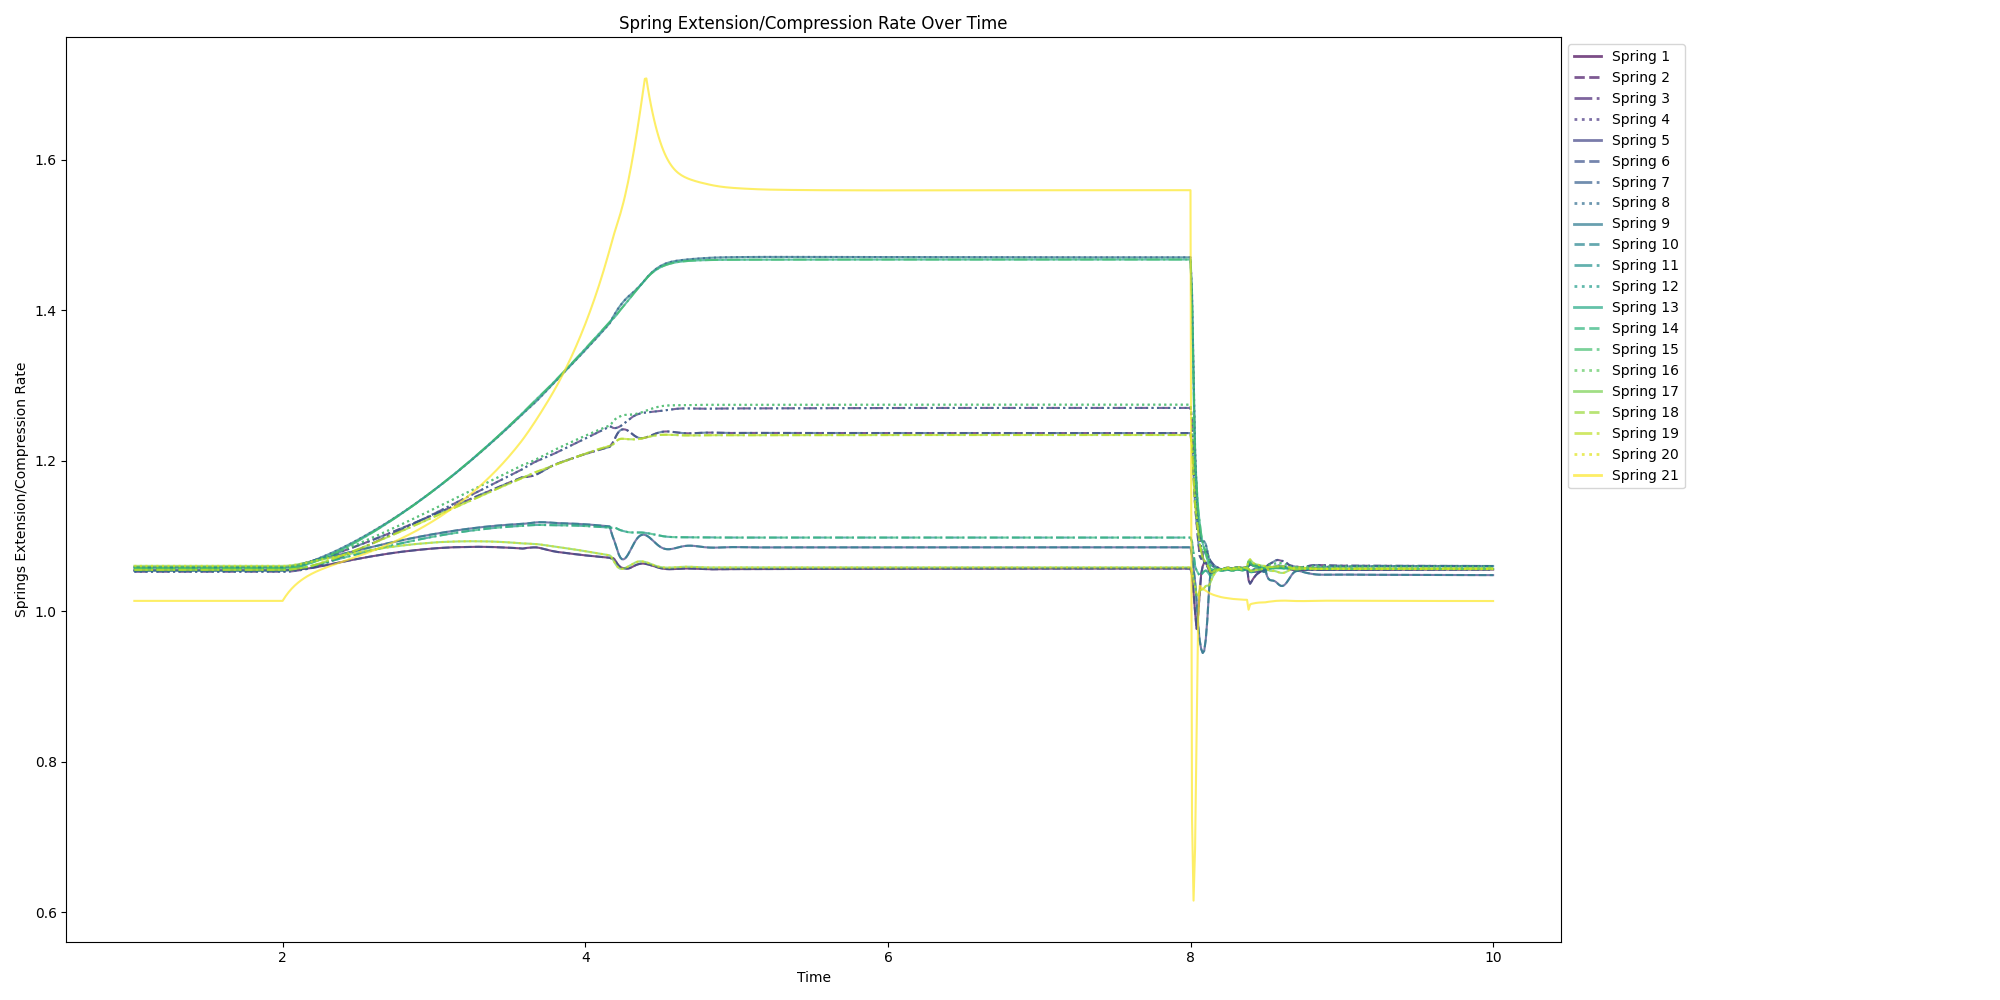 Spring Extension/Compression Rate Over Time
Springs Extension/Compression Rate
1.6
1.4
1.2
1.0
0.8
0.6
2
4
6
8
10
Time
Spring 1
Spring 2
Spring 3
Spring 4
Spring 5
Spring 6
Spring 7
Spring 8
Spring 9
Spring 10
Spring 11
Spring 12
Spring 13
Spring 14
Spring 15
Spring 16
Spring 17
Spring 18
Spring 19
Spring 20
Spring 21